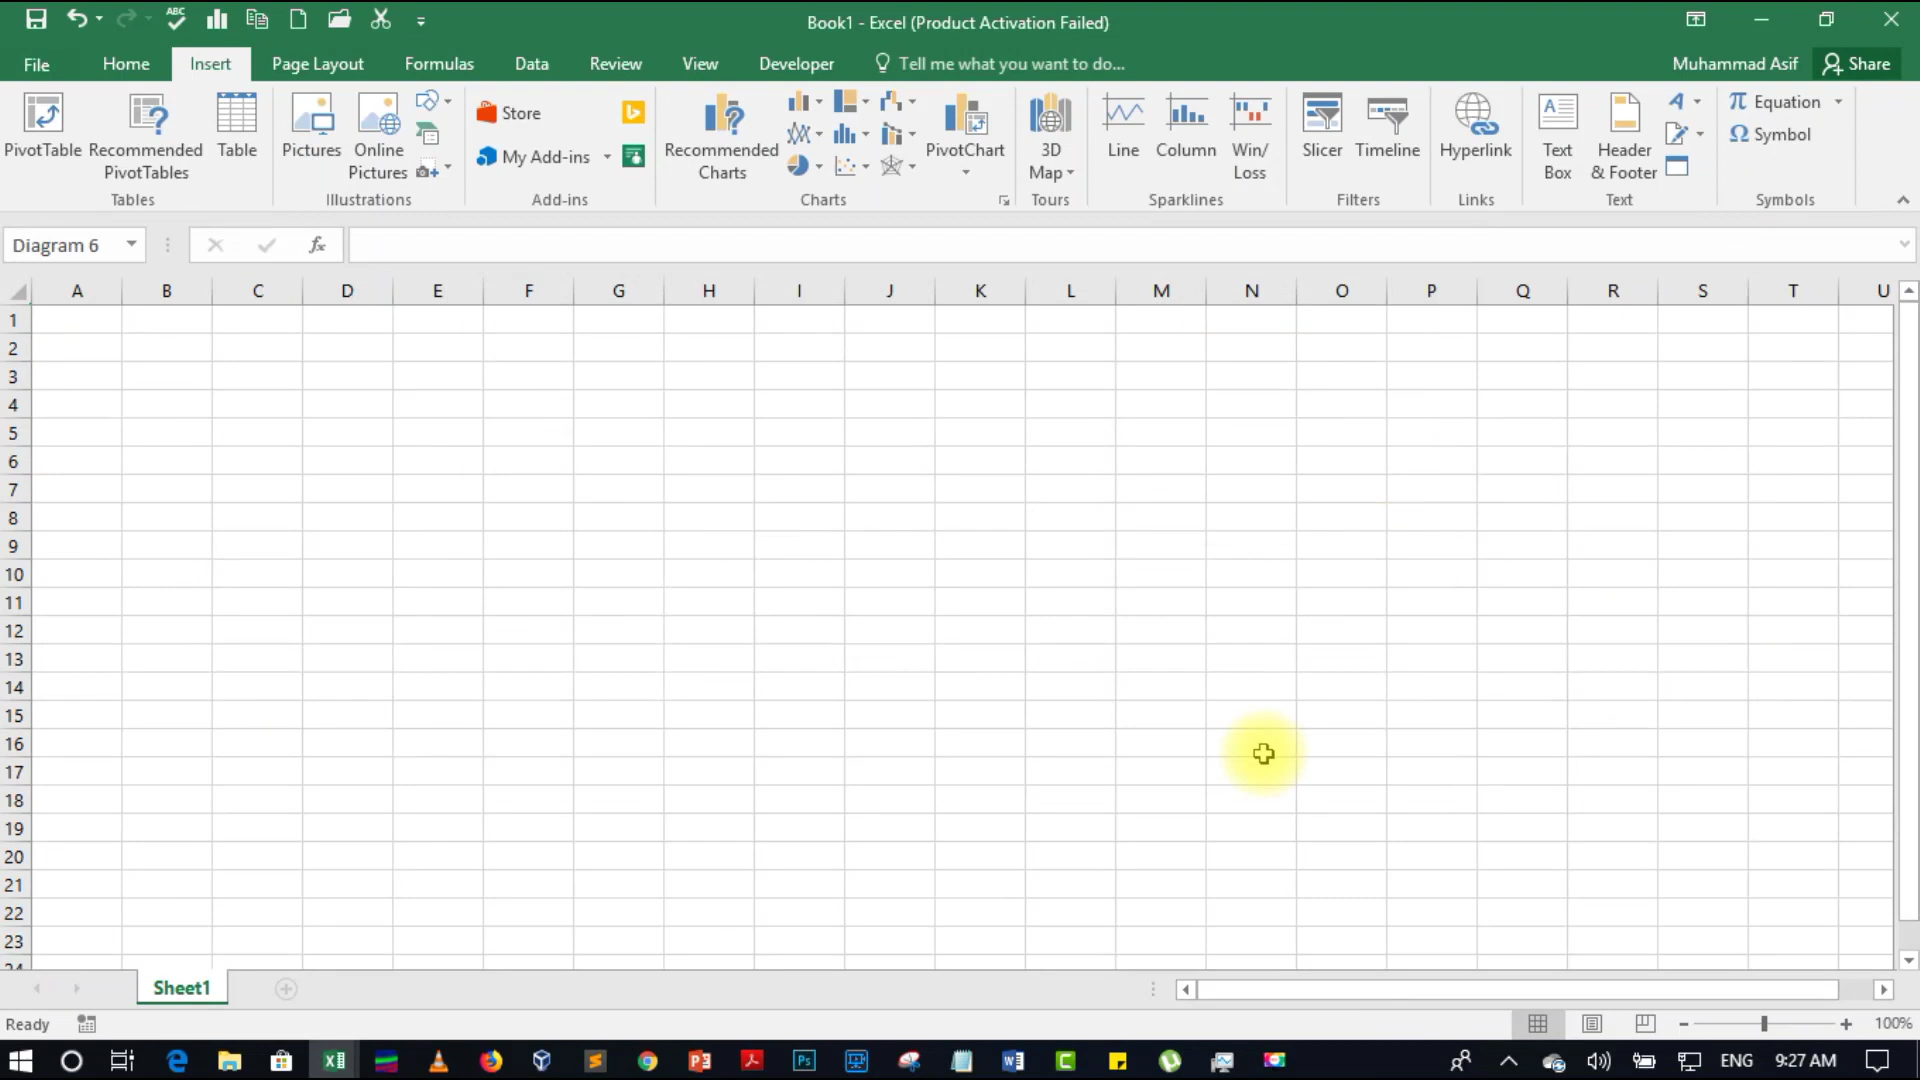 ABC
Book1 - Excel (Product Activation Failed)
File Home Insert Page Layout Formulas Data Review View Developer Tell me what you want to do... Muhammad Asif Share
PivotTable Recommended PivotTables Table
Tables
Pictures Online Pictures
Illustrations
Store
My Add-ins
Add-ins
Recommended Charts PivotChart
Charts
3D Map
Tours
Line Column Win/Loss
Sparklines
Slicer Timeline
Filters
Hyperlink
Links
Text Box Header & Footer
Text
π Equation
Ω Symbol
Symbols
Diagram 6 fx
A B C D E F G H I J K L M N O P Q R S T U
1
2
3
4
5
6
7
8
9
10
11
12
13
14
15
16
17
18
19
20
21
22
23
24
Sheet1
Ready 100%
ENG 9:27 AM